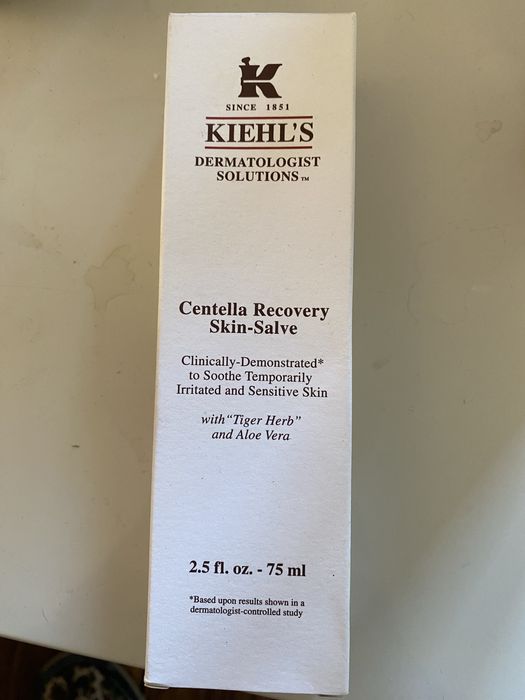 SINCE 1851
KIEHL'S
DERMATOLOGIST
SOLUTIONS™
Centella Recovery
Skin-Salve
Clinically-Demonstrated*
to Soothe Temporarily
Irritated and Sensitive Skin
with "Tiger Herb"
and Aloe Vera
2.5 fl. oz. - 75 ml
*Based upon results shown in a
dermatologist-controlled study